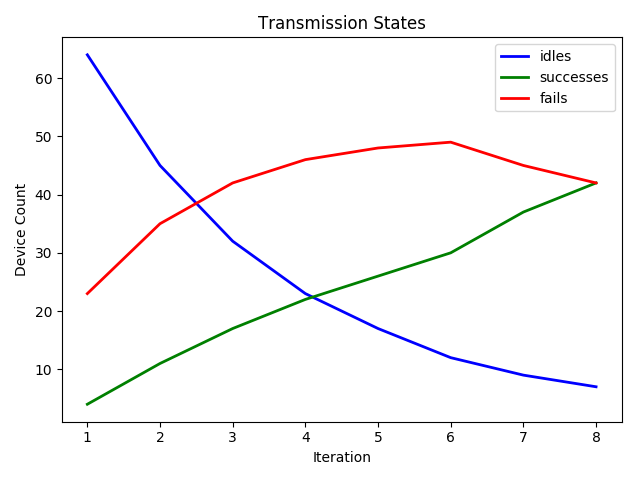 Transmission States
idles
successes
fails
Device Count
60
50
40
30
20
10
1 2 3 4 5 6 7 8
Iteration